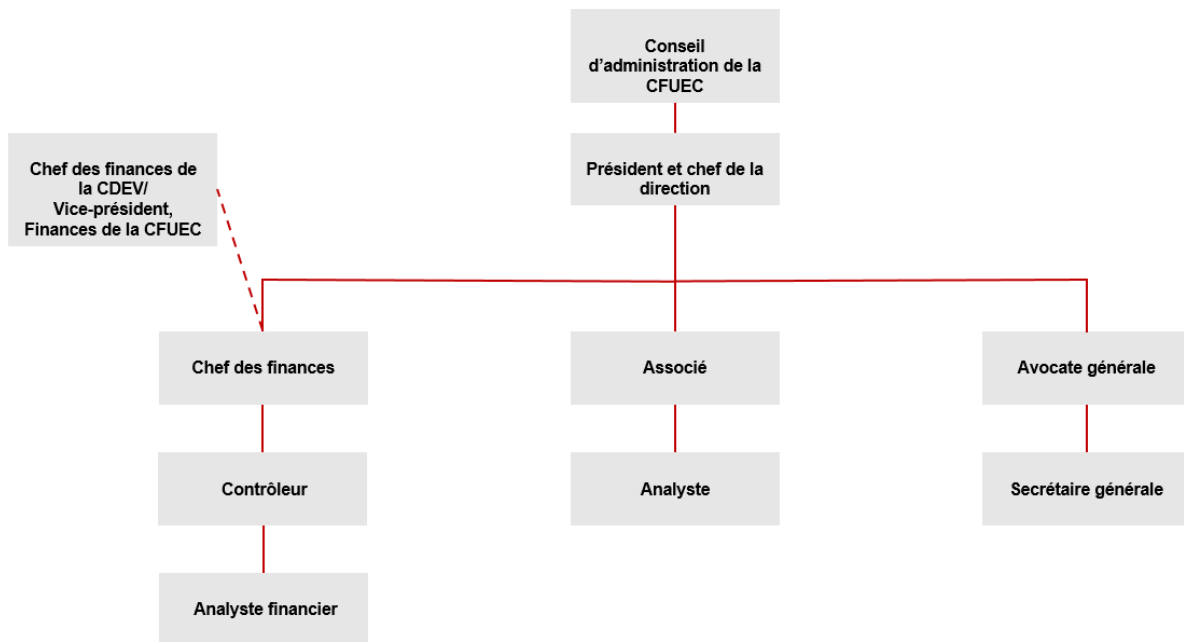 Conseil
d’administration de la
CFUEC
Chef des finances de
la CDEV/
Vice-président,
Finances de la CFUEC
Président et chef de la
direction
Chef des finances
Associé
Avocate générale
Contrôleur
Analyste
Secrétaire générale
Analyste financier